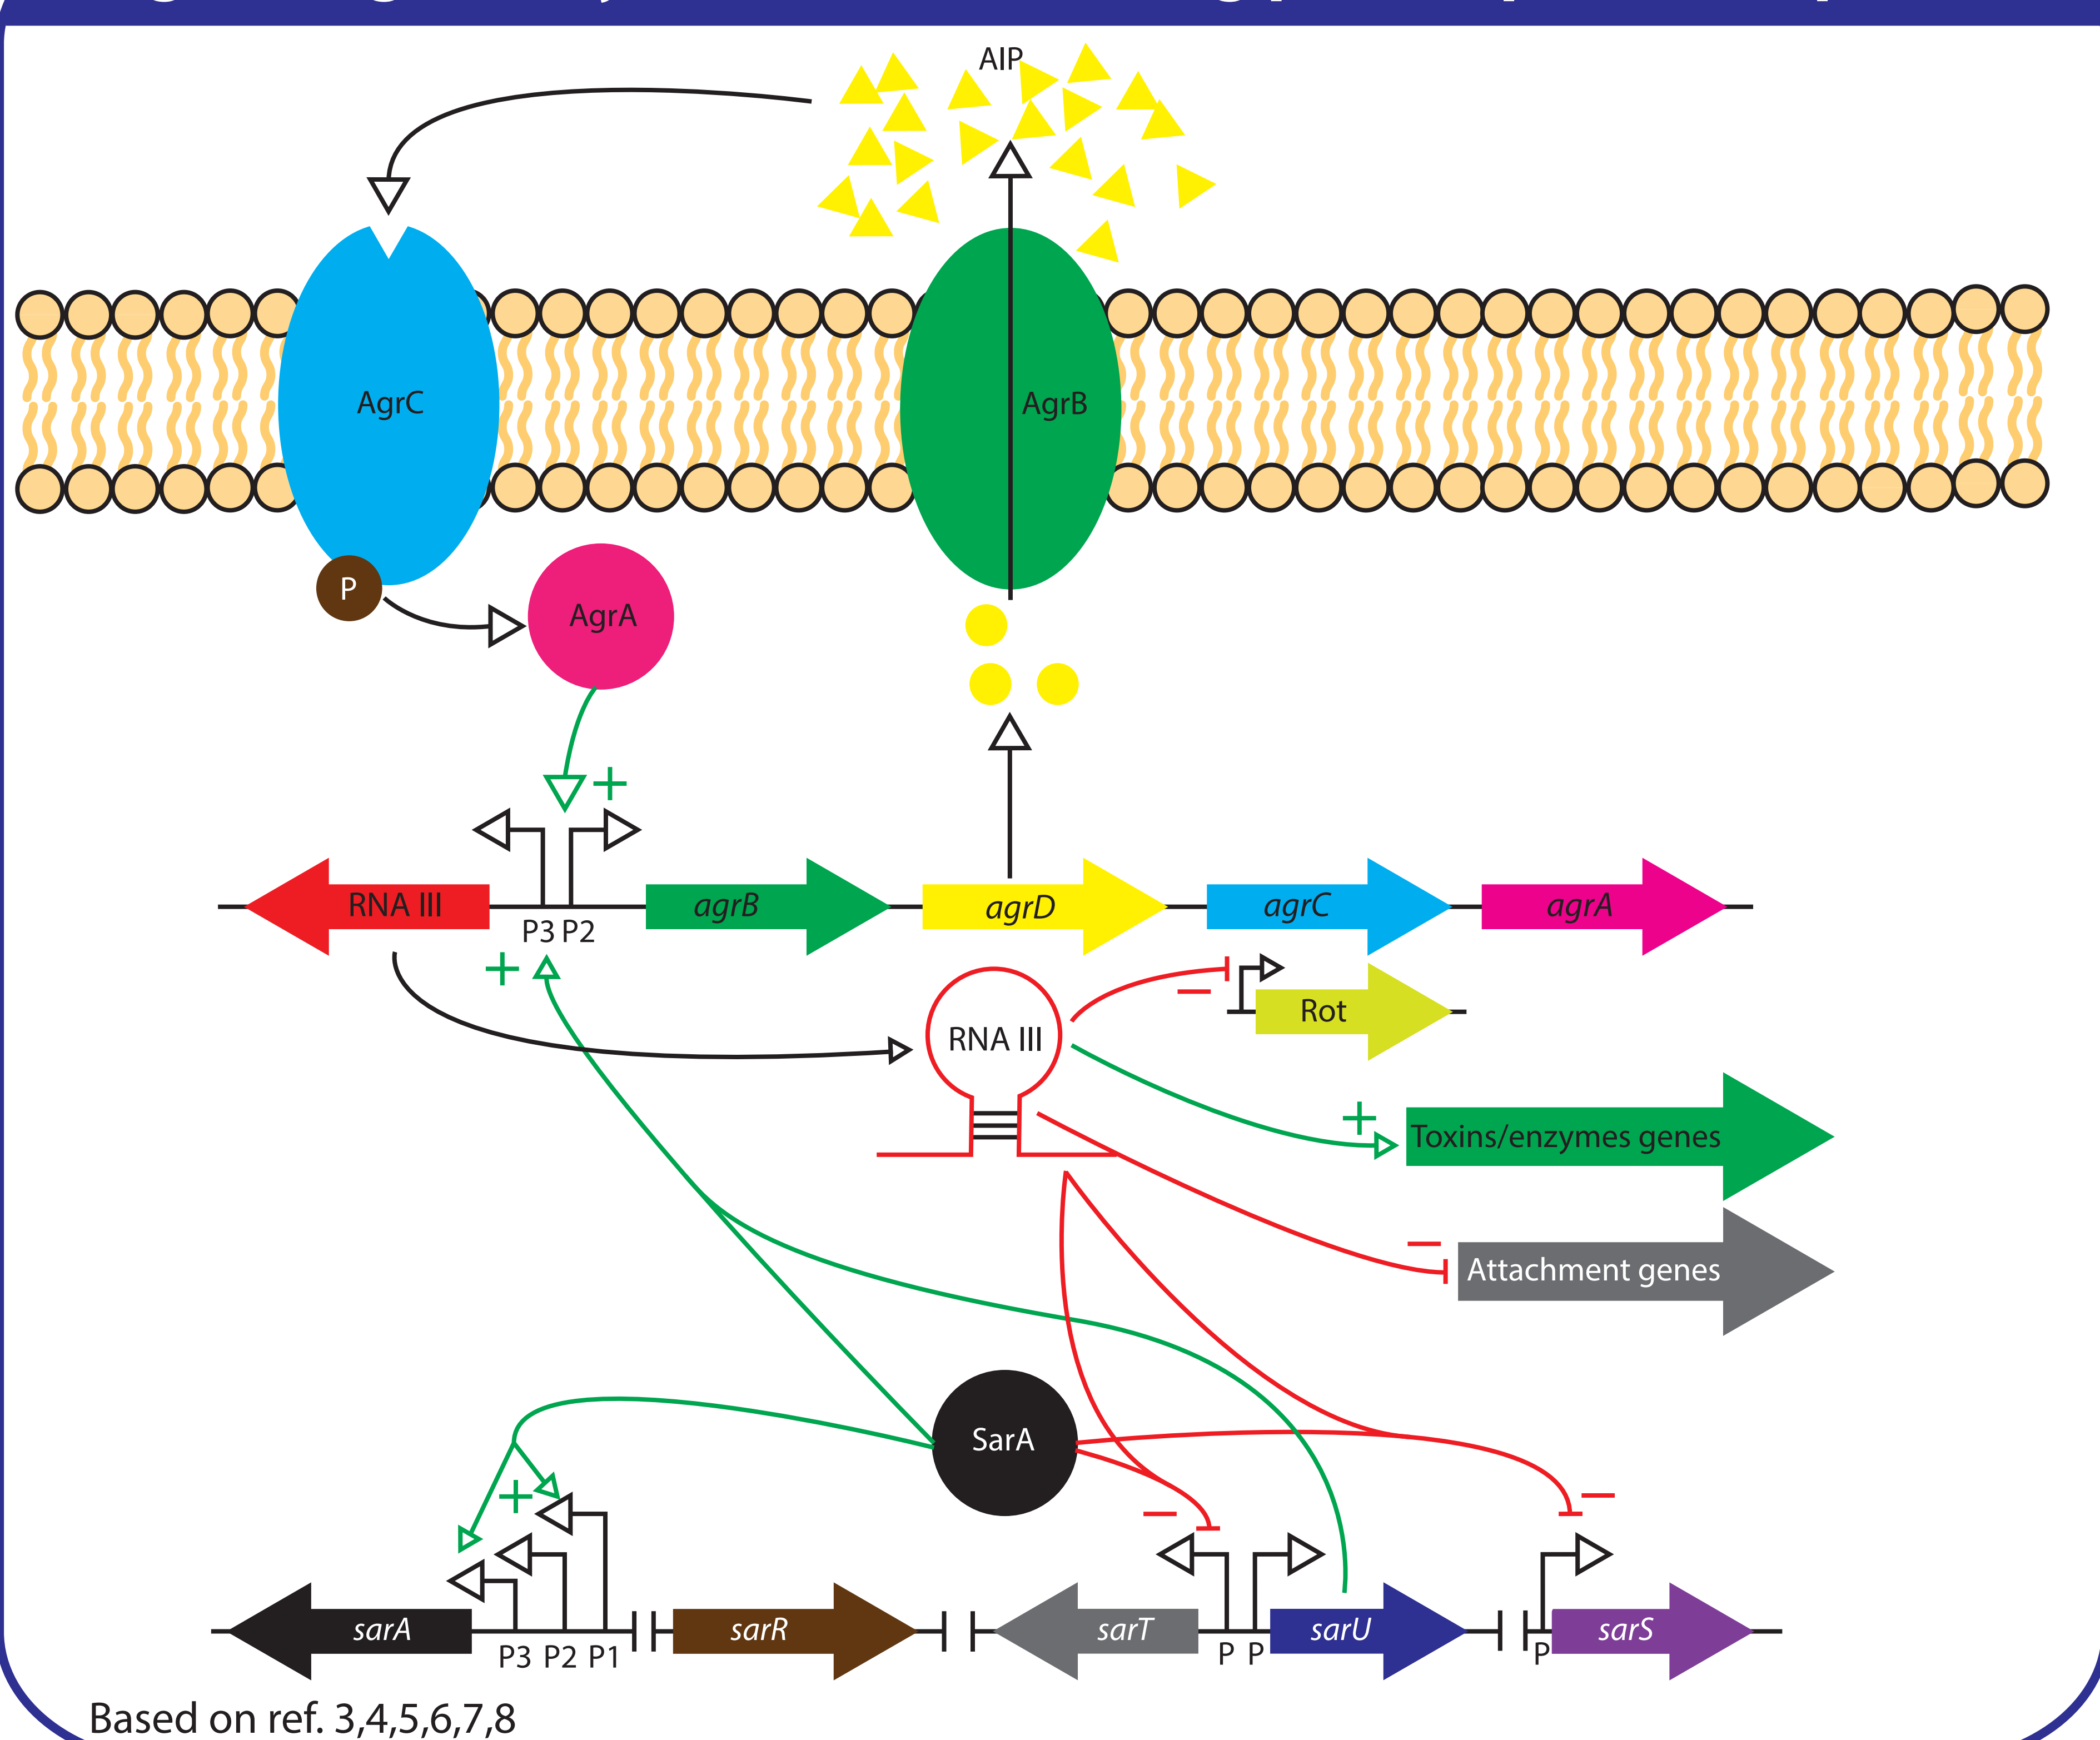 AIP
AgrC
AgrB
P
AgrA
+
RNA III
agrB
agrD
agrC
agrA
P3 P2
+
−
Rot
RNA III
+
Toxins/enzymes genes
−
Attachment genes
SarA
+
−
−
sarA
sarR
sarT
sarU
sarS
P3 P2 P1
P P
P
Based on ref. 3,4,5,6,7,8